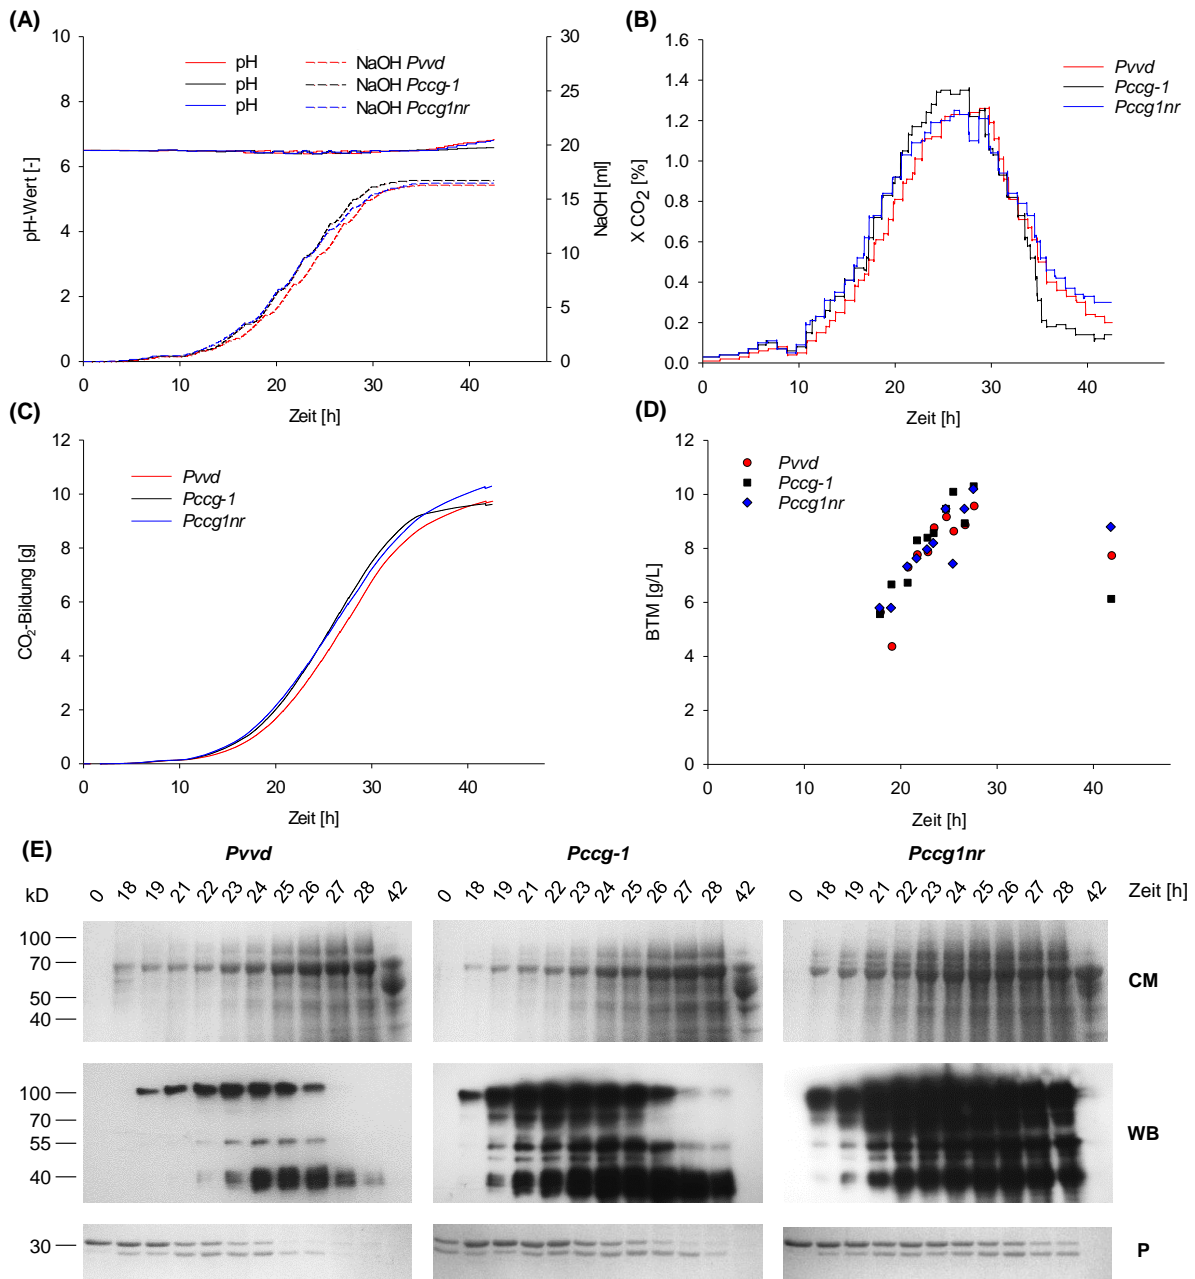 (A)
10
8
6
4
2
0
pH-Wert [-]
pH
pH
pH
NaOH Pvvd
NaOH Pccg-1
NaOH Pccg1nr
30
25
20
15
10
5
0
NaOH [ml]
0 10 20 30 40
Zeit [h]
(B)
1.6
1.4
1.2
1.0
0.8
0.6
0.4
0.2
0.0
X CO2 [%]
Pvvd
Pccg-1
Pccg1nr
0 10 20 30 40
Zeit [h]
(C)
12
10
8
6
4
2
0
CO2-Bildung [g]
Pvvd
Pccg-1
Pccg1nr
0 10 20 30 40
Zeit [h]
(D)
12
10
8
6
4
2
0
BTM [g/L]
Pvvd
Pccg-1
Pccg1nr
0 10 20 30 40
Zeit [h]
(E)
Pvvd Pccg-1 Pccg1nr
kD
0 18 19 21 22 23 24 25 26 27 28 42
0 18 19 21 22 23 24 25 26 27 28 42
0 18 19 21 22 23 24 25 26 27 28 42
Zeit [h]
100
70
50
40
CM
100
70
55
40
WB
30
P